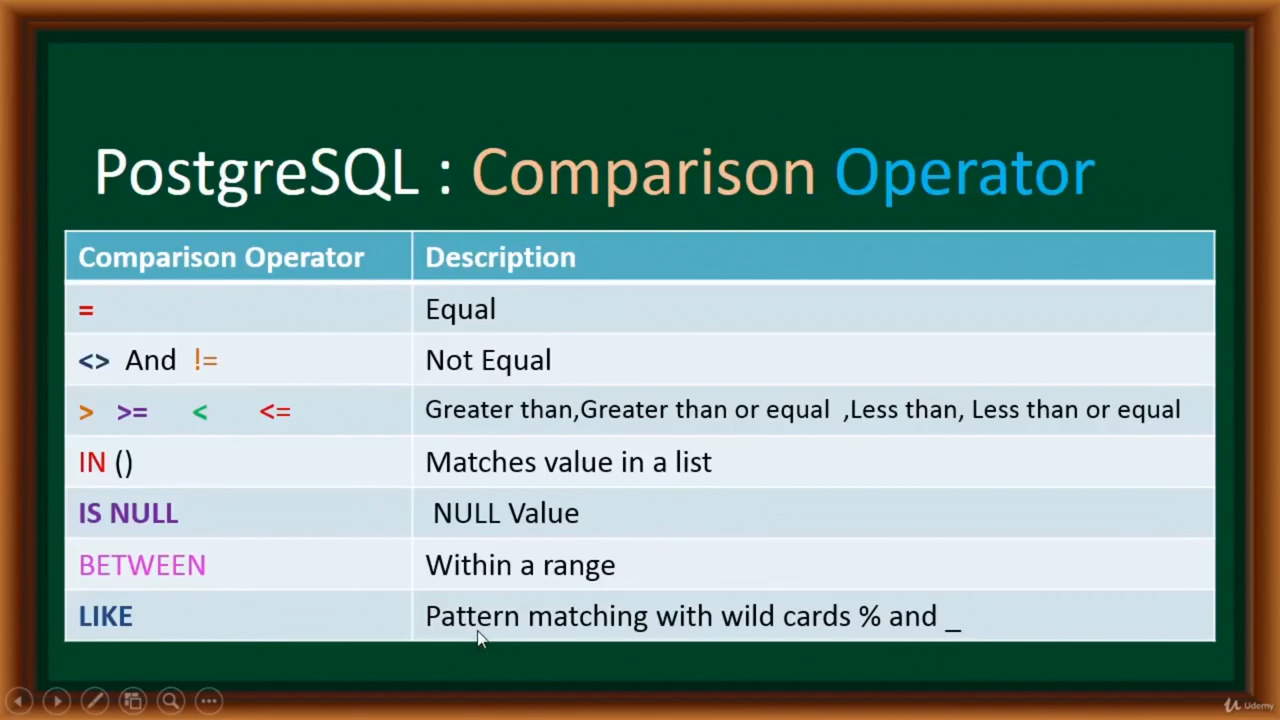 PostgreSQL : Comparison Operator
Comparison Operator Description
= Equal
<> And != Not Equal
> >= < <= Greater than,Greater than or equal ,Less than, Less than or equal
IN () Matches value in a list
IS NULL NULL Value
BETWEEN Within a range
LIKE Pattern matching with wild cards % and _
Udemy